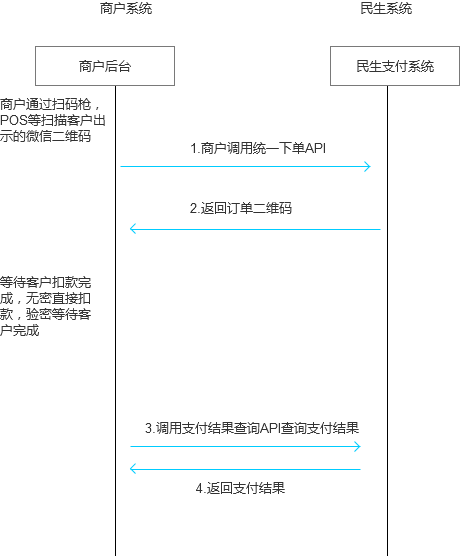 商户系统
民生系统
商户后台
民生支付系统
商户通过扫码枪，
POS等扫描客户出
示的微信二维码
1.商户调用统一下单API
2.返回订单二维码
等待客户扣款完
成，无密直接扣
款，验密等待客
户完成
3.调用支付结果查询API查询支付结果
4.返回支付结果